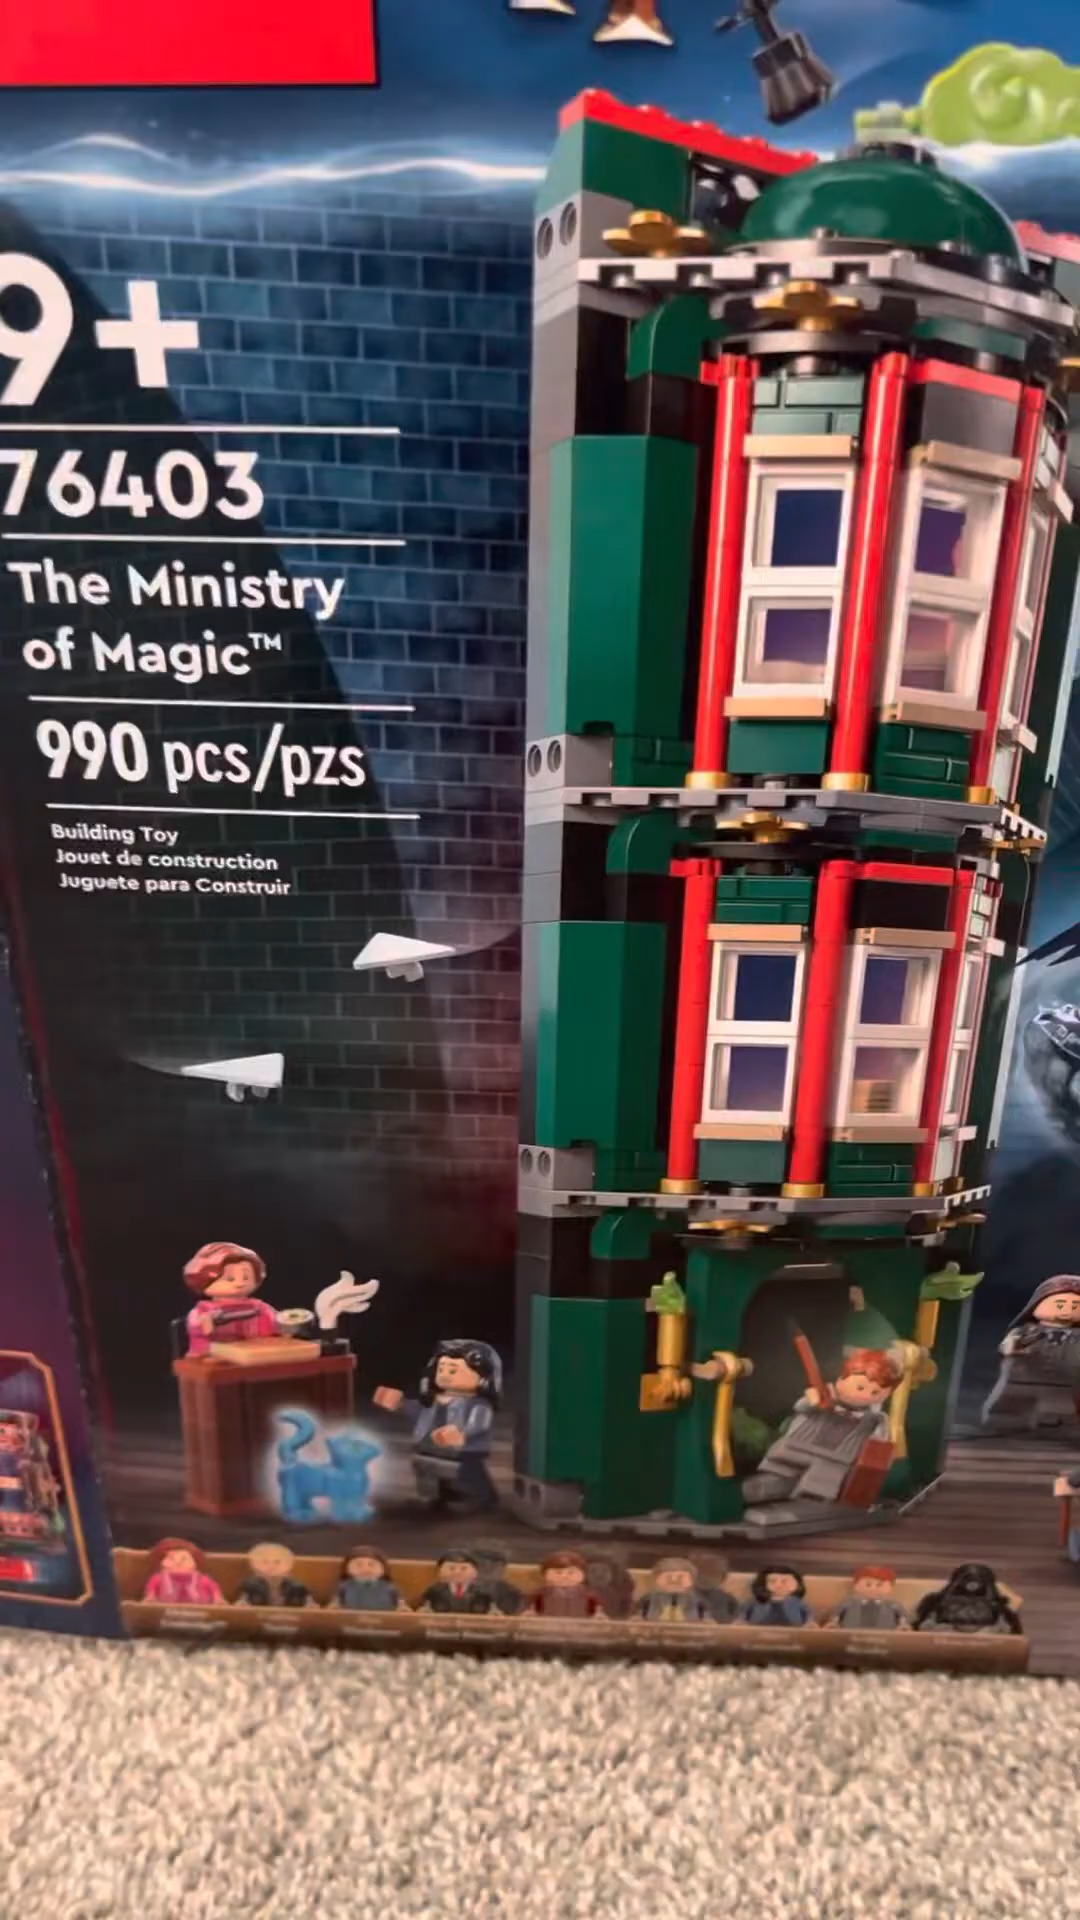 9+
76403
The Ministry
of Magic™
990 pcs/pzs
Building Toy
Jouet de construction
Juguete para Construir